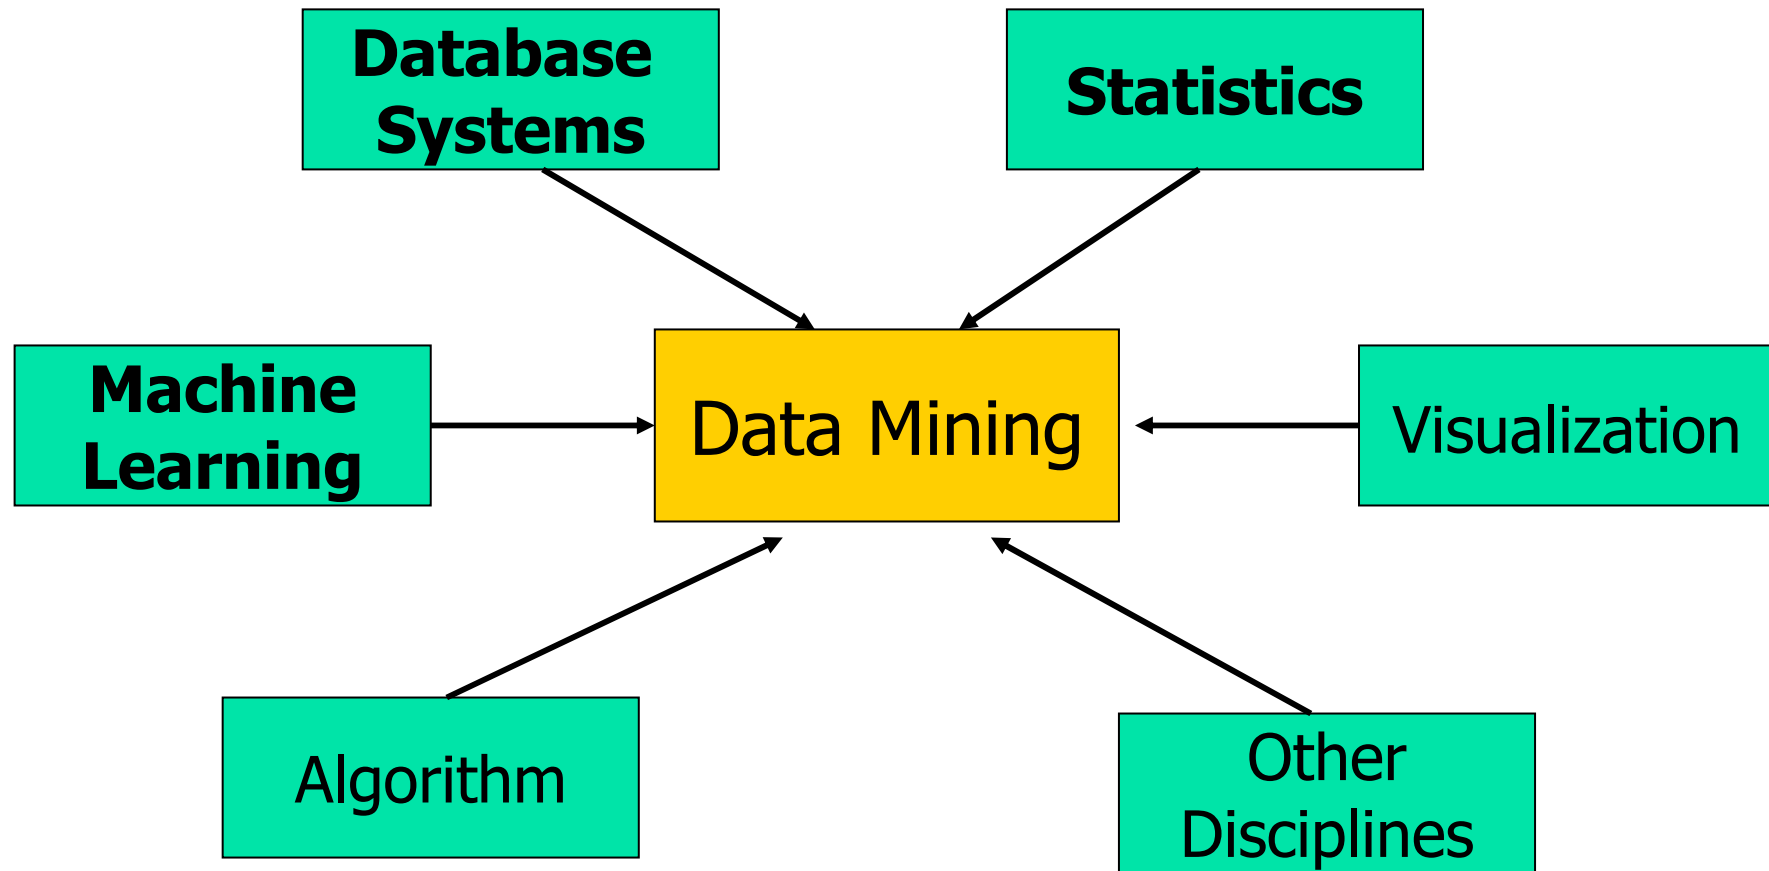 Database
Systems
Statistics
Machine
Learning
Data Mining
Visualization
Algorithm
Other
Disciplines